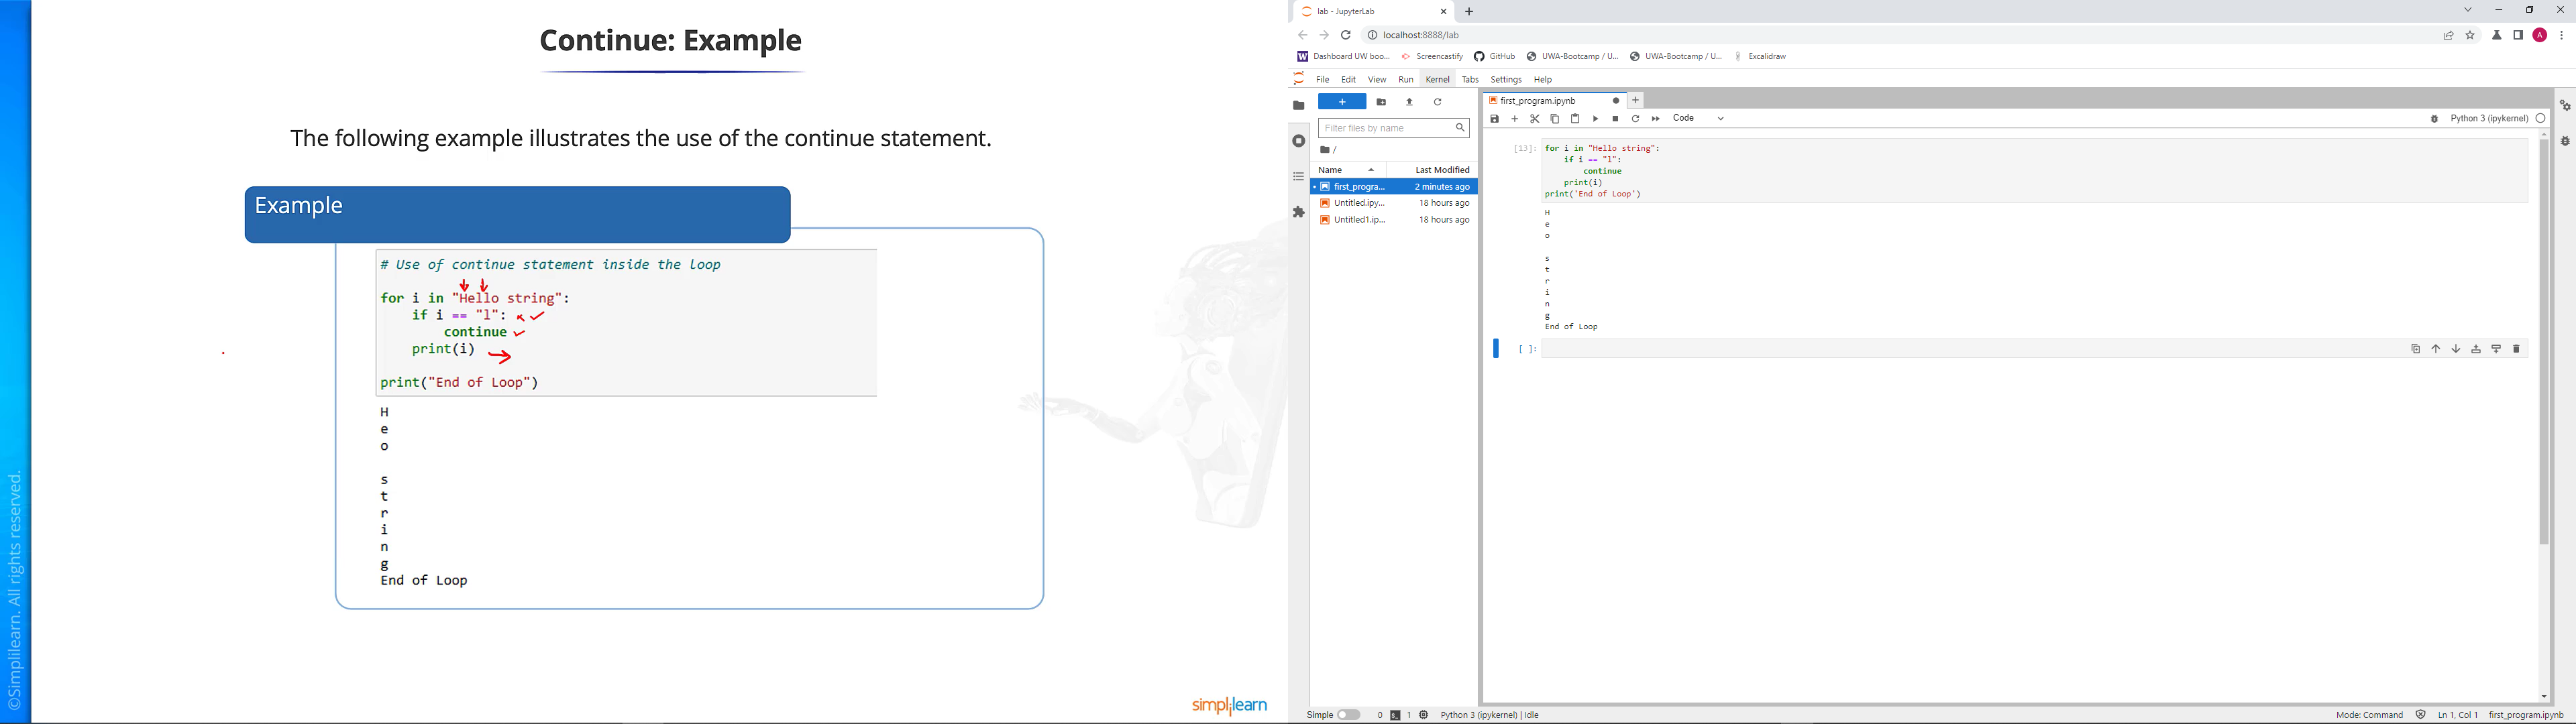 Continue: Example
The following example illustrates the use of the continue statement.
Example
# Use of continue statement inside the loop
for i in "Hello string":
if i == "l":
continue
print(i)
print("End of Loop")
H
e
o
s
t
r
i
n
g
End of Loop
©Simplilearn. All rights reserved.
simplilearn
lab - JupyterLab
localhost:8888/lab
A
Dashboard UW boo...
Screencastify
GitHub
UWA-Bootcamp / U...
UWA-Bootcamp / U...
Excalidraw
File Edit View Run Kernel Tabs Settings Help
Filter files by name
/
Name Last Modified
first_progra... 2 minutes ago
Untitled.ipy... 18 hours ago
Untitled1.ip... 18 hours ago
first_program.ipynb
Code
Python 3 (ipykernel)
[13]: for i in "Hello string":
if i == "l":
continue
print(i)
print('End of Loop')
H
e
o
s
t
r
i
n
g
End of Loop
[ ]:
Simple 0 1 Python 3 (ipykernel) | Idle Mode: Command Ln 1, Col 1 first_program.ipynb